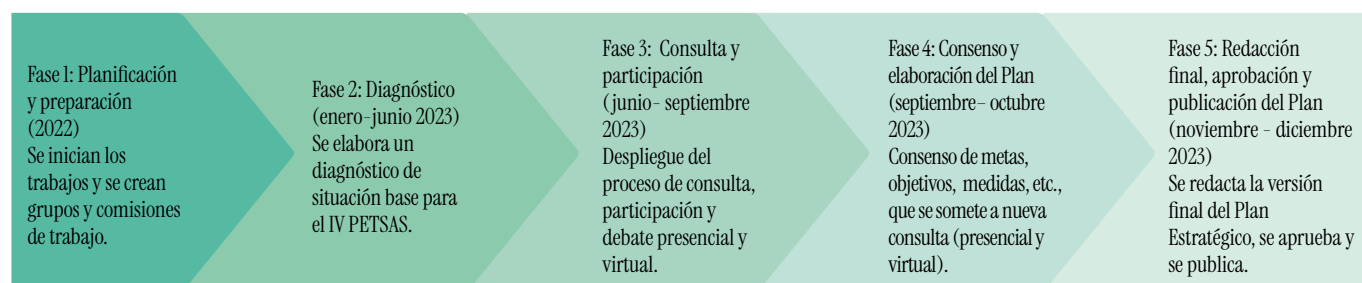 Fase 1: Planificación
y preparación
(2022)
Se inician los
trabajos y se crean
grupos y comisiones
de trabajo.
Fase 2: Diagnóstico
(enero-junio 2023)
Se elabora un
diagnóstico de
situación base para
el IV PETSAS.
Fase 3: Consulta y
participación
(junio- septiembre
2023)
Despliegue del
proceso de consulta,
participación y
debate presencial y
virtual.
Fase 4: Consenso y
elaboración del Plan
(septiembre- octubre
2023)
Consenso de metas,
objetivos, medidas, etc.,
que se somete a nueva
consulta (presencial y
virtual).
Fase 5: Redacción
final, aprobación y
publicación del Plan
(noviembre - diciembre
2023)
Se redacta la versión
final del Plan
Estratégico, se aprueba y
se publica.